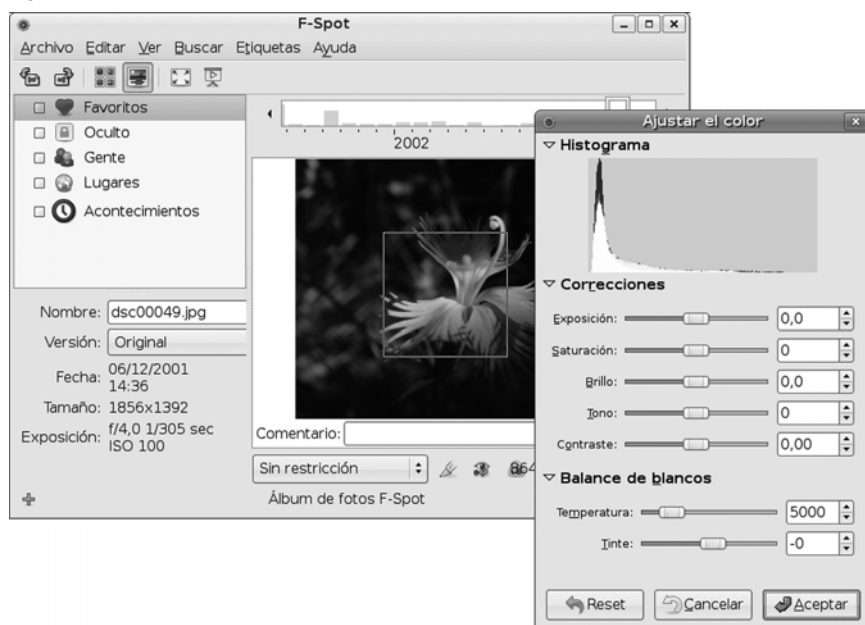 F-Spot
Archivo Editar Ver Buscar Etiquetas Ayuda
Favoritos
Oculto
Gente
Lugares
Acontecimientos
2002
Nombre: dsc00049.jpg
Versión: Original
Fecha: 06/12/2001
14:36
Tamaño: 1856x1392
Exposición: f/4,0 1/305 sec
ISO 100
Comentario:
Sin restricción
Álbum de fotos F-Spot
Ajustar el color
Histograma
Correcciones
Exposición: 0,0
Saturación: 0
Brillo: 0,0
Tono: 0
Contraste: 0,00
Balance de blancos
Temperatura: 5000
Tinte: -0
Reset Cancelar Aceptar